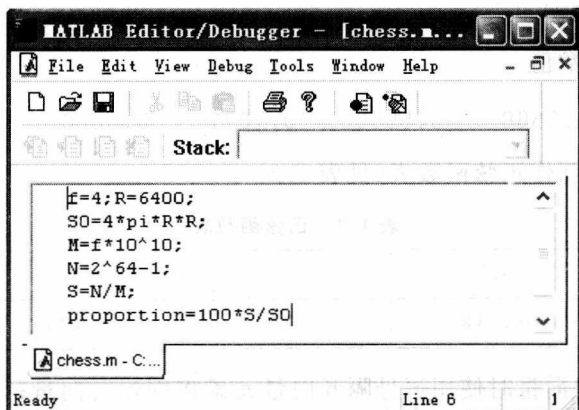 MATLAB Editor/Debugger - [chess.m...
File Edit View Debug Tools Window Help
Stack:
f=4;R=6400;
S0=4*pi*R*R;
M=f*10^10;
N=2^64-1;
S=N/M;
proportion=100*S/S0
chess.m - C:...
Ready Line 6 1